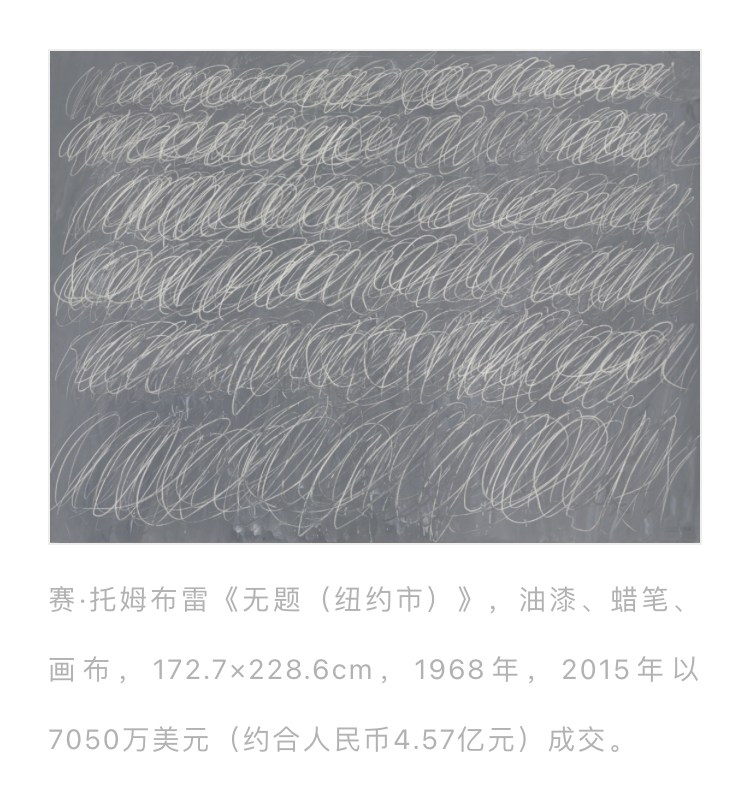 赛·托姆布雷《无题（纽约市）》，油漆、蜡笔、
画布，172.7×228.6cm，1968年，2015年以
7050万美元（约合人民币4.57亿元）成交。